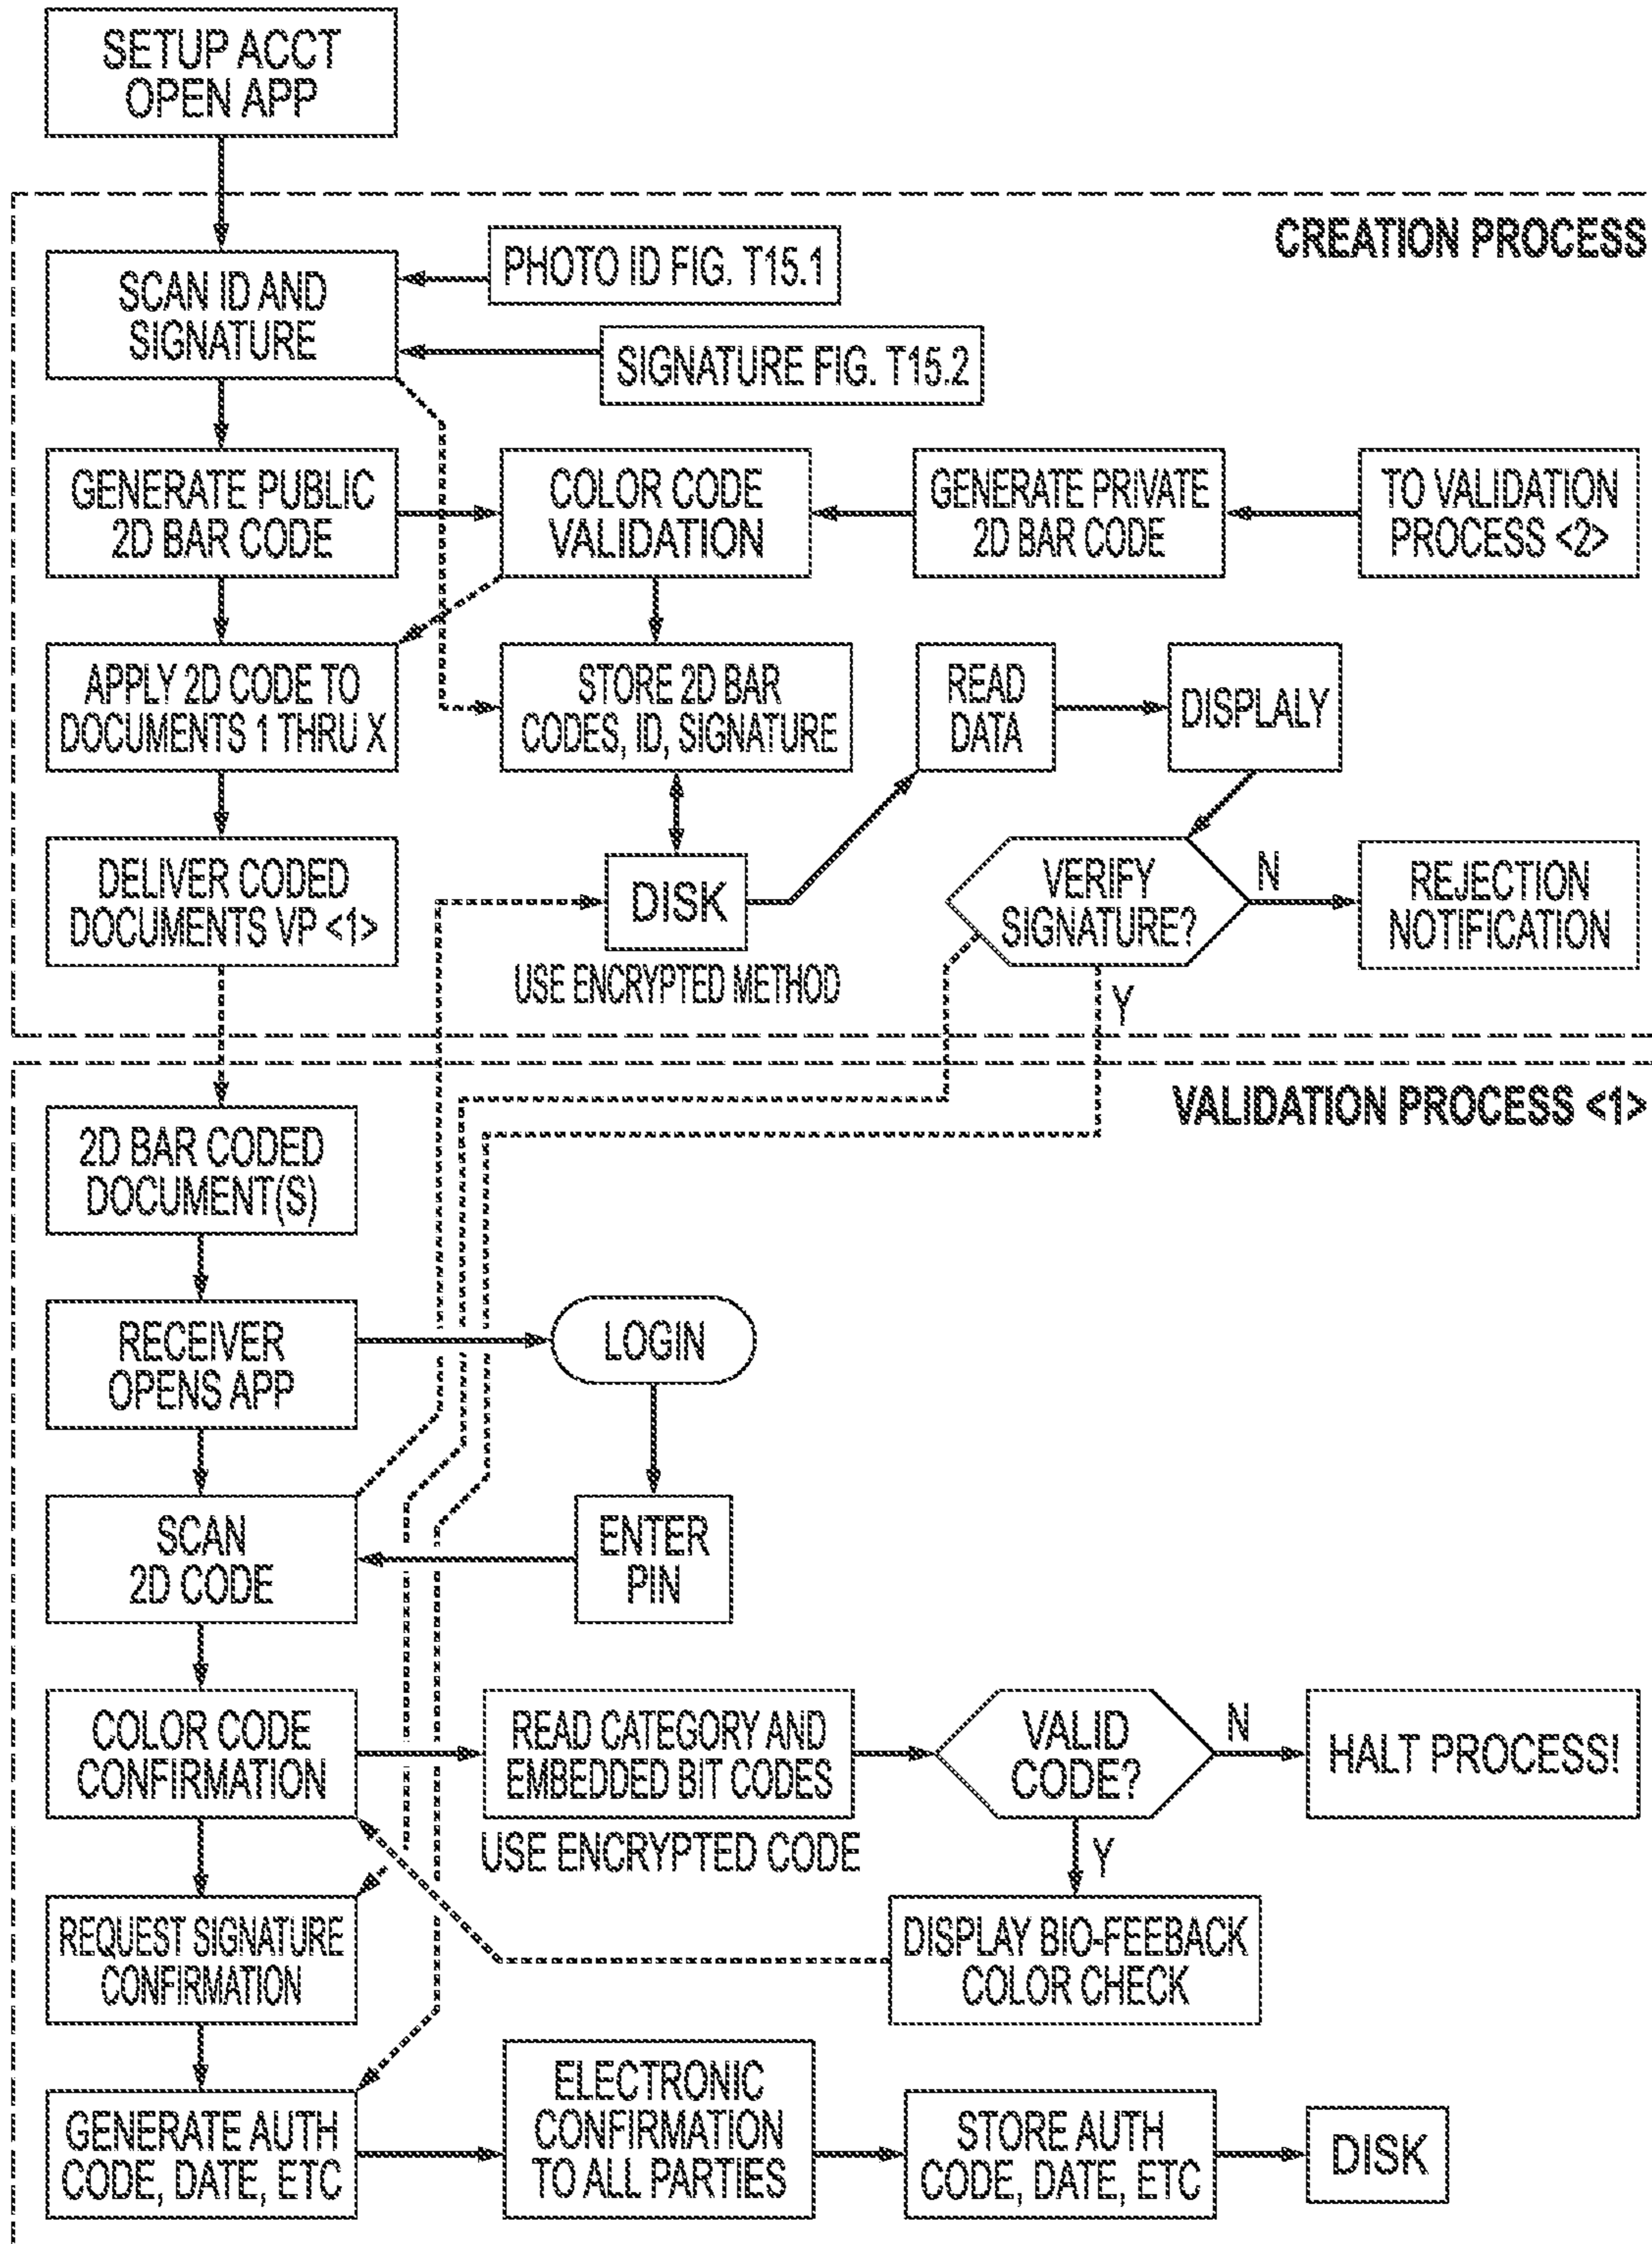 SETUP ACCT
OPEN APP
CREATION PROCESS
SCAN ID AND
SIGNATURE
PHOTO ID FIG. T15.1
SIGNATURE FIG. T15.2
GENERATE PUBLIC
2D BAR CODE
COLOR CODE
VALIDATION
GENERATE PRIVATE
2D BAR CODE
TO VALIDATION
PROCESS <2>
APPLY 2D CODE TO
DOCUMENTS 1 THRU X
STORE 2D BAR
CODES, ID, SIGNATURE
READ
DATA
DISPLALY
DELIVER CODED
DOCUMENTS VP <1>
DISK
USE ENCRYPTED METHOD
VERIFY
SIGNATURE?
N
Y
REJECTION
NOTIFICATION
VALIDATION PROCESS <1>
2D BAR CODED
DOCUMENT(S)
RECEIVER
OPENS APP
LOGIN
SCAN
2D CODE
ENTER
PIN
COLOR CODE
CONFIRMATION
READ CATEGORY AND
EMBEDDED BIT CODES
USE ENCRYPTED CODE
VALID
CODE?
N
Y
HALT PROCESS!
REQUEST SIGNATURE
CONFIRMATION
DISPLAY BIO-FEEBACK
COLOR CHECK
GENERATE AUTH
CODE, DATE, ETC
ELECTRONIC
CONFIRMATION
TO ALL PARTIES
STORE AUTH
CODE, DATE, ETC
DISK